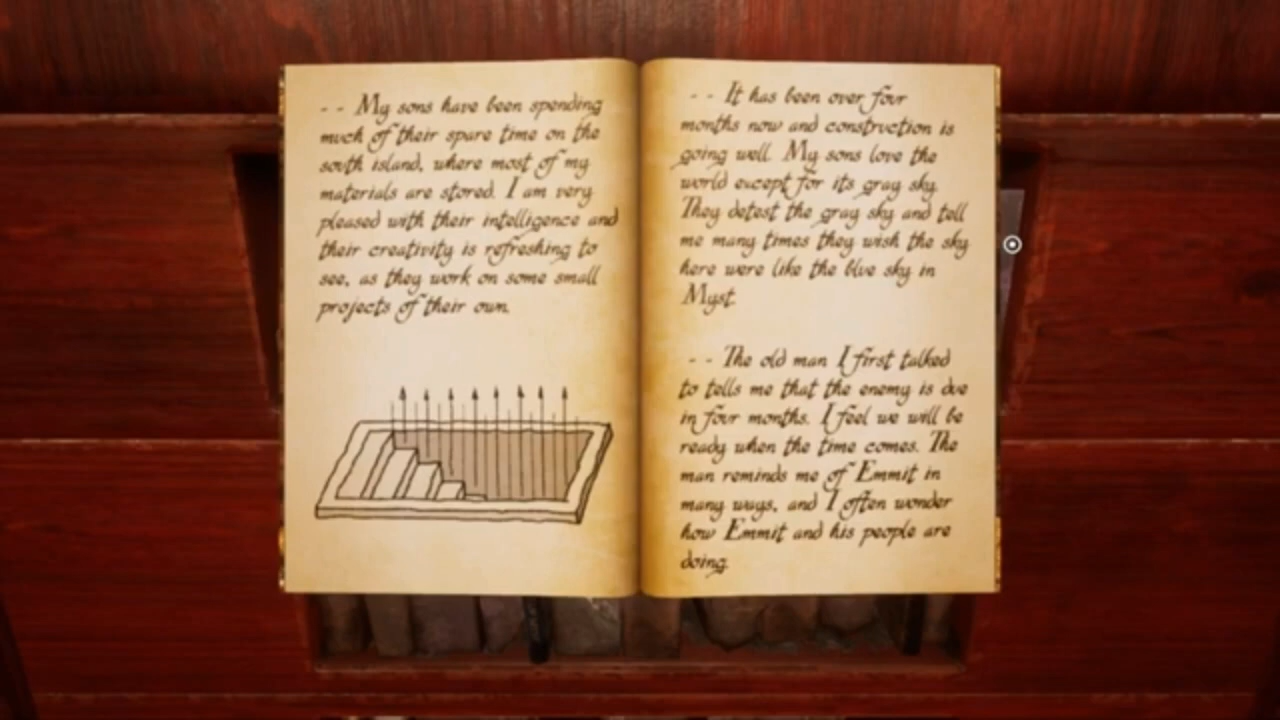 -- My sons have been spending
much of their spare time on the
south island, where most of my
materials are stored. I am very
pleased with their intelligence and
their creativity is refreshing to
see, as they work on some small
projects of their own.
-- It has been over four
months now and construction is
going well. My sons love the
world except for its gray sky.
They detest the gray sky and tell
me many times they wish the sky
here were like the blue sky in
Myst.
-- The old man I first talked
to tells me that the enemy is due
in four months. I feel we will be
ready when the time comes. The
man reminds me of Emmit in
many ways, and I often wonder
how Emmit and his people are
doing.